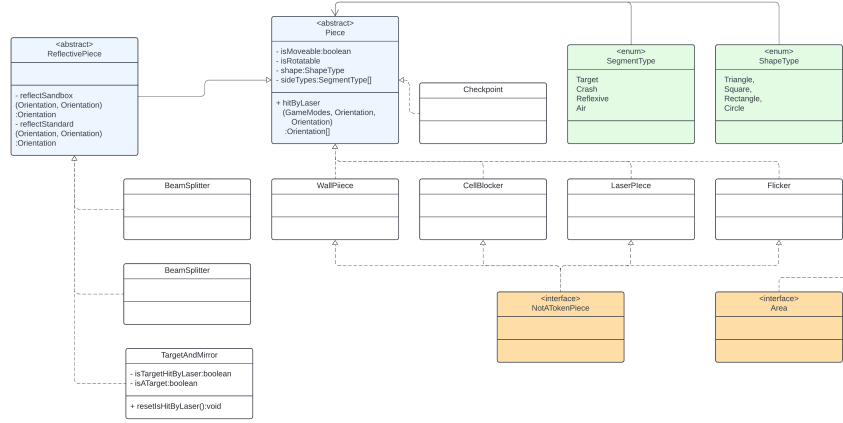 <abstract>
ReflectivePiece
- reflectSandbox
(Orientation, Orientation)
:Orientation
- reflectStandard
(Orientation, Orientation)
:Orientation
<abstract>
Piece
- isMoveable:boolean
- isRotatable
- shape:ShapeType
- sideTypes:SegmentType[]
+ hitByLaser
(GameModes, Orientation,
Orientation)
:Orientation[]
Checkpoint
<enum>
SegmentType
Target
Crash
Reflexive
Air
<enum>
ShapeType
Triangle,
Square,
Rectangle,
Circle
BeamSplitter
WallPiiece
CellBlocker
LaserPIece
Flicker
BeamSplitter
<interface>
NotATokenPiece
<interface>
Area
TargetAndMirror
- isTargetHitByLaser:boolean
- isATarget:boolean
+ resetIsHitByLaser():void